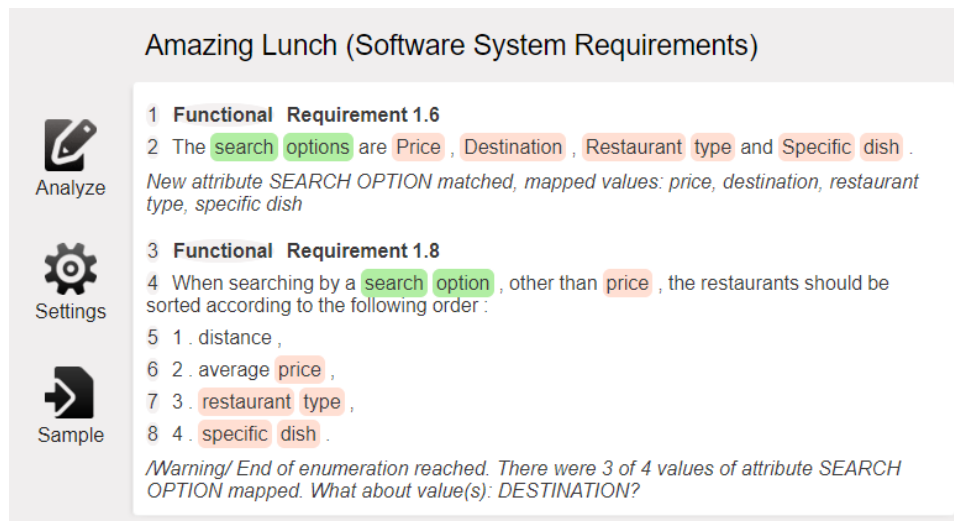 Amazing Lunch (Software System Requirements)
Analyze
Settings
Sample
1 Functional Requirement 1.6
2 The search options are Price , Destination , Restaurant type and Specific dish .
New attribute SEARCH OPTION matched, mapped values: price, destination, restaurant
type, specific dish
3 Functional Requirement 1.8
4 When searching by a search option , other than price , the restaurants should be
sorted according to the following order :
5 1 . distance ,
6 2 . average price ,
7 3 . restaurant type ,
8 4 . specific dish .
/Warning/ End of enumeration reached. There were 3 of 4 values of attribute SEARCH
OPTION mapped. What about value(s): DESTINATION?